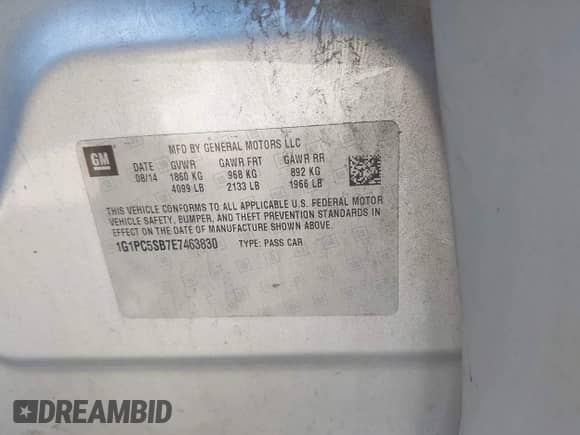 MFD BY GENERAL MOTORS LLC
GM
DATE GVWR GAWR FRT GAWR RR
08/14 1860 KG 968 KG 892 KG
4099 LB 2133 LB 1966 LB
THIS VEHICLE CONFORMS TO ALL APPLICABLE U.S. FEDERAL MOTOR
VEHICLE SAFETY, BUMPER, AND THEFT PREVENTION STANDARDS IN
EFFECT ON THE DATE OF MANUFACTURE SHOWN ABOVE.
1G1PC5SB7E7463830 TYPE: PASS CAR
DREAMBID